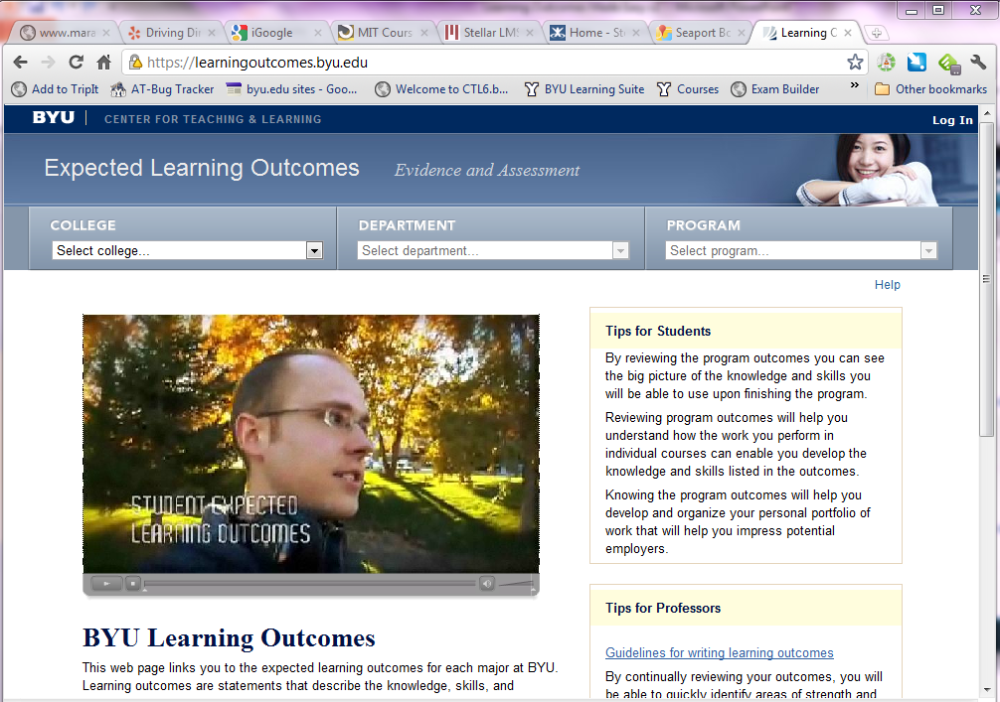 www.mara
Driving Dir
iGoogle
MIT Cours
Stellar LMS
Home - St
Seaport Bo
Learning O
https://learningoutcomes.byu.edu
Add to TripIt
AT-Bug Tracker
byu.edu sites - Goo...
Welcome to CTL6.b...
BYU Learning Suite
Courses
Exam Builder
»
Other bookmarks
BYU | CENTER FOR TEACHING & LEARNING
Log In
Expected Learning Outcomes Evidence and Assessment
COLLEGE
Select college...
DEPARTMENT
Select department...
PROGRAM
Select program...
Help
STUDENT EXPECTED
LEARNING OUTCOMES
BYU Learning Outcomes
This web page links you to the expected learning outcomes for each major at BYU.
Learning outcomes are statements that describe the knowledge, skills, and
Tips for Students
By reviewing the program outcomes you can see
the big picture of the knowledge and skills you
will be able to use upon finishing the program.
Reviewing program outcomes will help you
understand how the work you perform in
individual courses can enable you develop the
knowledge and skills listed in the outcomes.
Knowing the program outcomes will help you
develop and organize your personal portfolio of
work that will help you impress potential
employers.
Tips for Professors
Guidelines for writing learning outcomes
By continually reviewing your outcomes, you will
be able to quickly identify areas of strength and